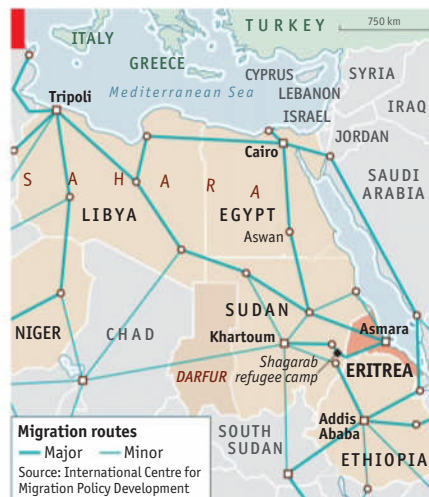 TURKEY
750 km
ITALY
GREECE
CYPRUS
SYRIA
Mediterranean Sea
LEBANON
Tripoli
ISRAEL
IRAQ
JORDAN
Cairo
SAHARA
SAUDI
ARABIA
LIBYA
EGYPT
Aswan
SUDAN
NIGER
CHAD
Khartoum
Asmara
Shagarab
refugee camp
DARFUR
ERITREA
Addis
Ababa
SOUTH
SUDAN
ETHIOPIA
Migration routes
Major
Minor
Source: International Centre for
Migration Policy Development